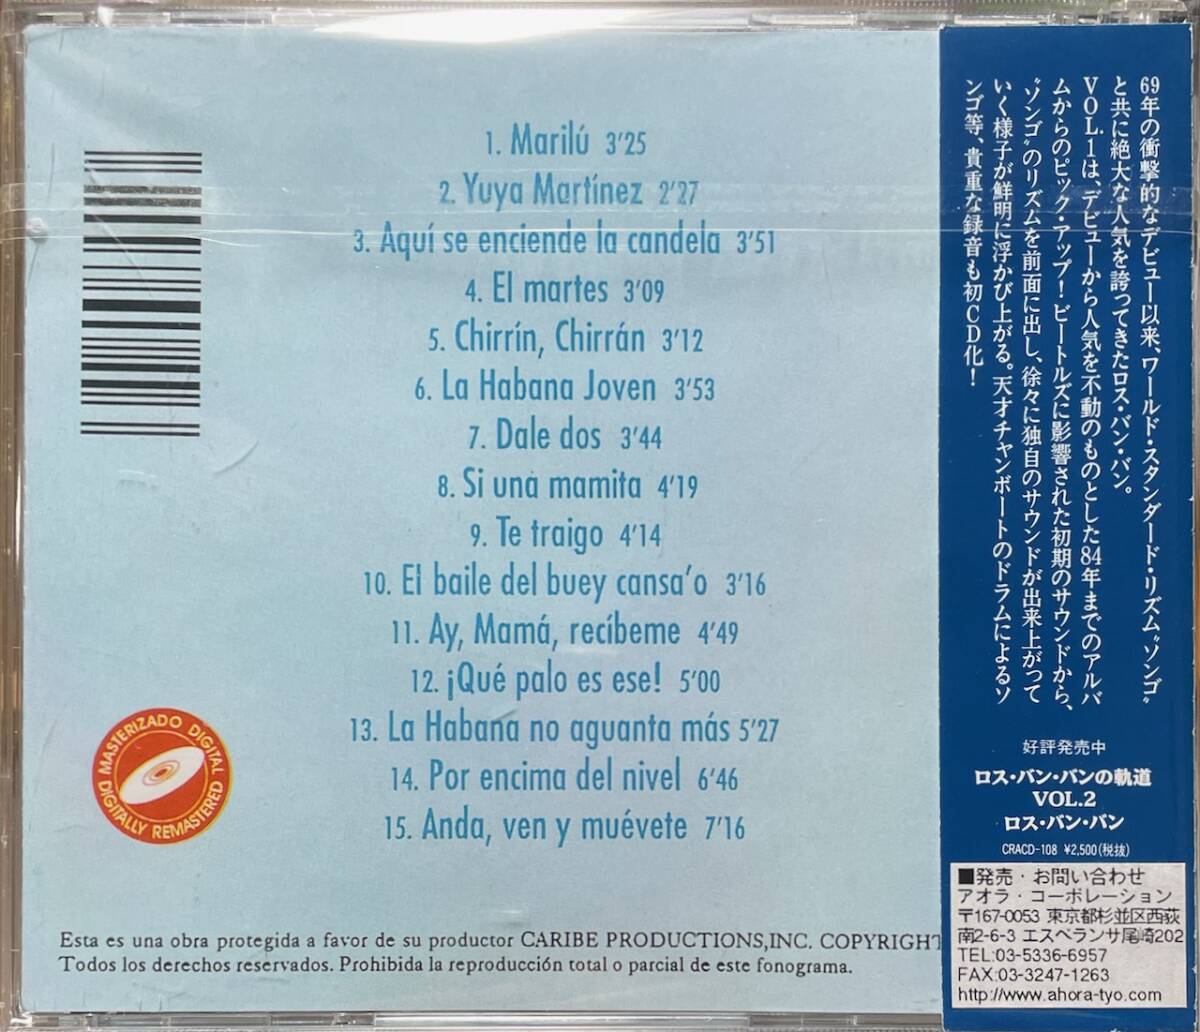 1. Marilú 3'25
2. Yuya Martínez 2'27
3. Aquí se enciende la candela 3'51
4. El martes 3'09
5. Chirrín, Chirrán 3'12
6. La Habana Joven 3'53
7. Dale dos 3'44
8. Si una mamita 4'19
9. Te traigo 4'14
10. El baile del buey cansa'o 3'16
11. Ay, Mamá, recíbeme 4'49
12. ¡Qué palo es ese! 5'00
13. La Habana no aguanta más 5'27
14. Por encima del nivel 6'46
15. Anda, ven y muévete 7'16
MASTERIZADO DIGITAL
DIGITALLY REMASTERED
Esta es una obra protegida a favor de su productor CARIBE PRODUCTIONS,INC. COPYRIGHT
Todos los derechos reservados. Prohibida la reproducción total o parcial de este fonograma.
69年の衝撃的なデビュー以来、ワールド・スタンダード・リズム“ソンゴ”
と共に絶大な人気を誇ってきたロス・バン・バン。
VOL.1は、デビューから人気を不動のものとした84年までのアルバ
ムからのピック・アップ!ビートルズに影響された初期のサウンドから、
“ソンゴ”のリズムを前面に出し、徐々に独自のサウンドが出来上がって
いく様子が鮮明に浮かび上がる。天才チャンポートのドラムによるソ
ンゴ等、貴重な録音も初CD化!
好評発売中
ロス・バン・バンの軌道
VOL.2
ロス・バン・バン
CRACD-108 ¥2,500(税抜)
■発売・お問い合わせ
アオラ・コーポレーション
〒167-0053 東京都杉並区西荻
南2-6-3 エスペランサ尾崎202
TEL:03-5336-6957
FAX:03-3247-1263
http://www.ahora-tyo.com